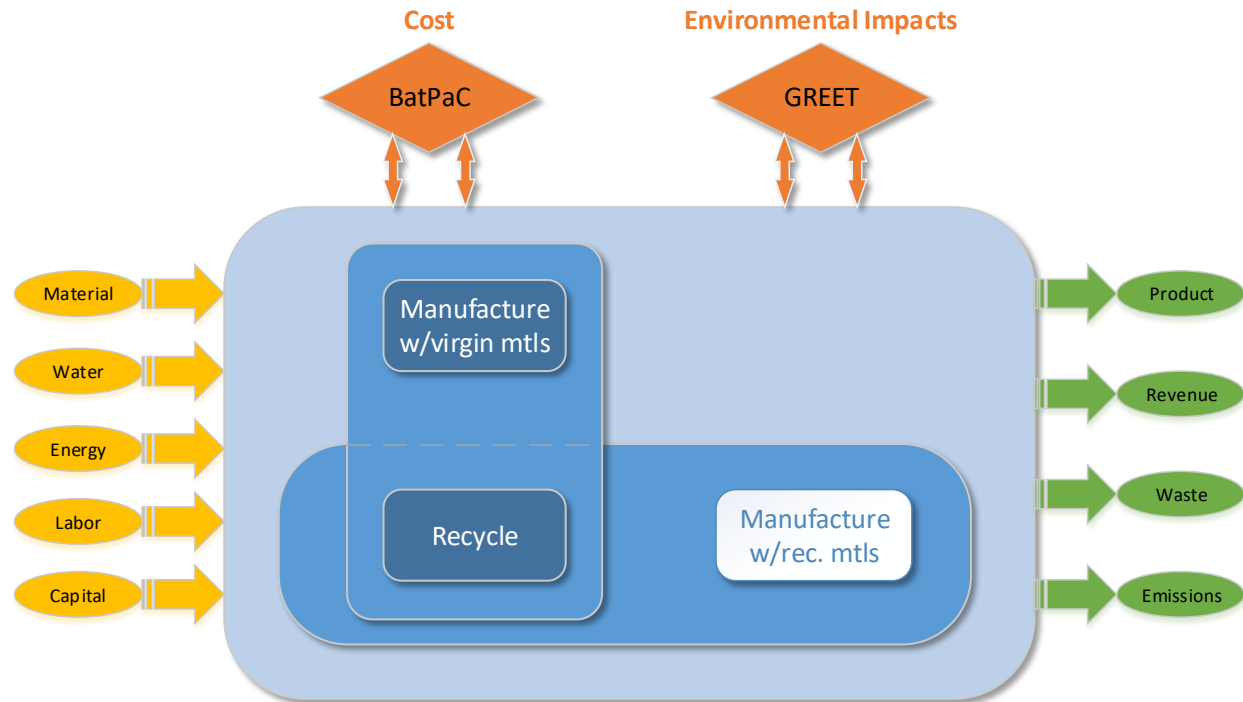 Cost
Environmental Impacts
BatPaC
GREET
Material
Water
Energy
Labor
Capital
Manufacture
w/virgin mtls
Recycle
Manufacture
w/rec. mtls
Product
Revenue
Waste
Emissions